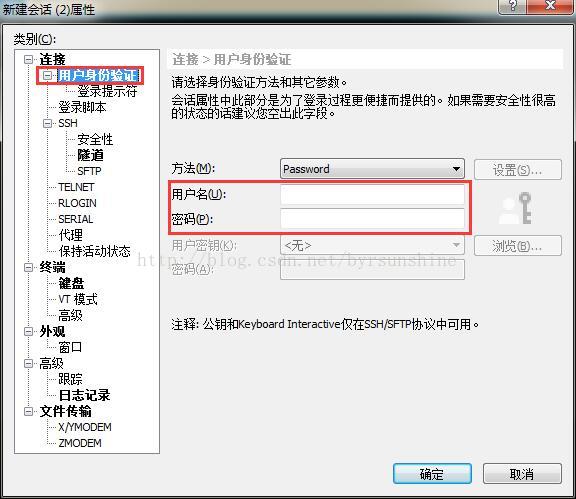 新建会话 (2)属性
类别(C):
连接
用户身份验证
登录提示符
登录脚本
SSH
安全性
隧道
SFTP
TELNET
RLOGIN
SERIAL
代理
保持活动状态
终端
键盘
VT 模式
高级
外观
窗口
高级
跟踪
日志记录
文件传输
X/YMODEM
ZMODEM
连接 > 用户身份验证
请选择身份验证方法和其它参数。
会话属性中此部分是为了登录过程更便捷而提供的。如果需要安全性很高
的状态的话建议您空出此字段。
方法(M): Password 设置(S)...
用户名(U):
密码(P):
用户密钥(K): <无> 浏览(B)...
密码(A):
http://blog.csdn.net/byrsunshine
注释: 公钥和Keyboard Interactive仅在SSH/SFTP协议中可用。
确定 取消